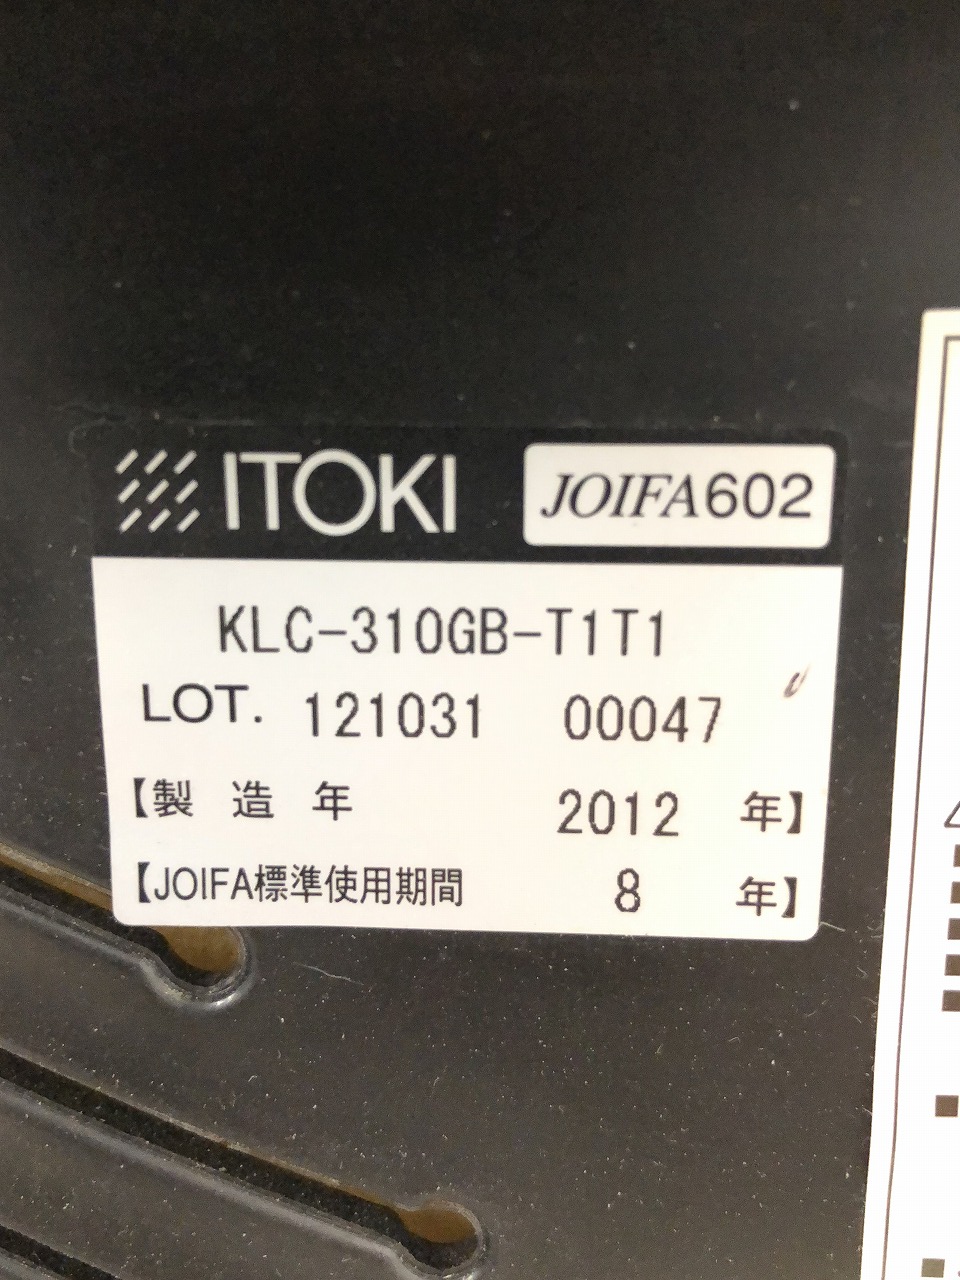 ITOKI JOIFA602
KLC-310GB-T1T1
LOT. 121031 00047
【製 造 年 2012 年】
【JOIFA標準使用期間 8 年】